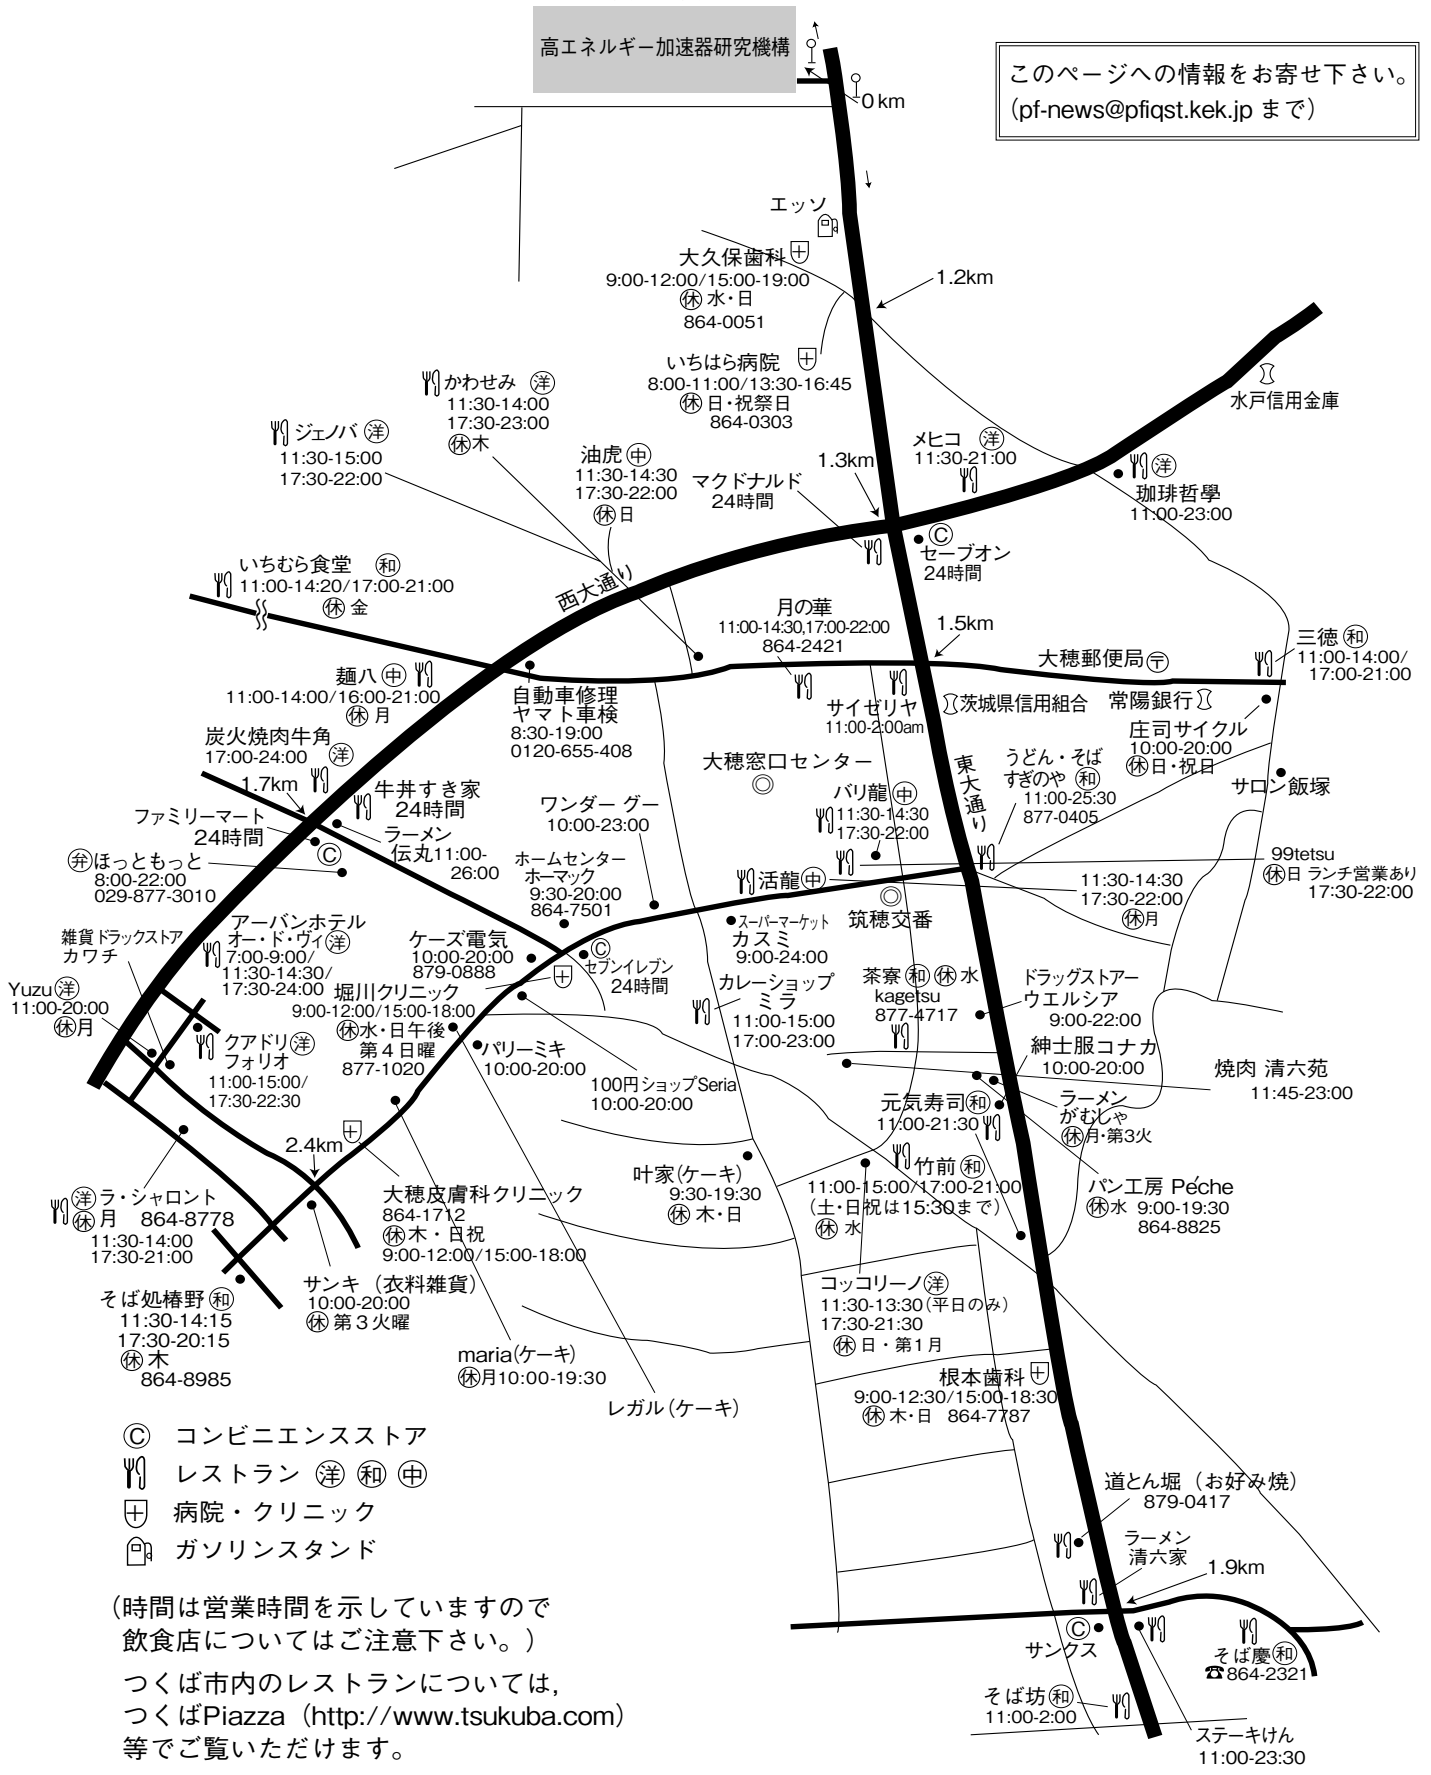 高エネルギー加速器研究機構
このページへの情報をお寄せ下さい。
(pf-news@pfiqst.kek.jp まで)
0 km
エッソ
大久保歯科
9:00-12:00/15:00-19:00
休 水・日
864-0051
1.2km
いちはら病院
8:00-11:00/13:30-16:45
休 日・祝祭日
864-0303
水戸信用金庫
かわせみ 洋
11:30-14:00
17:30-23:00
休 木
ジェノバ 洋
11:30-15:00
17:30-22:00
油虎 中
11:30-14:30
17:30-22:00
休 日
マクドナルド
24時間
1.3km
メヒコ 洋
11:30-21:00
洋
珈琲哲學
11:00-23:00
C
セーブオン
24時間
いちむら食堂 和
11:00-14:20/17:00-21:00
休 金
西大通り
月の華
11:00-14:30,17:00-22:00
864-2421
1.5km
大穂郵便局 〒
三徳 和
11:00-14:00/
17:00-21:00
麺八 中
11:00-14:00/16:00-21:00
休 月
自動車修理
ヤマト車検
8:30-19:00
0120-655-408
サイゼリヤ
11:00-2:00am
茨城県信用組合
常陽銀行
庄司サイクル
10:00-20:00
休 日・祝日
サロン飯塚
炭火焼肉牛角
17:00-24:00 洋
1.7km
牛丼すき家
24時間
ファミリーマート
24時間
C
ラーメン
伝丸11:00-
26:00
ワンダー グー
10:00-23:00
大穂窓口センター
◎
東大通り
うどん・そば
すぎのや 和
11:00-25:30
877-0405
バリ龍 中
11:30-14:30
17:30-22:00
弁 ほっともっと
8:00-22:00
029-877-3010
ホームセンター
ホーマック
9:30-20:00
864-7501
活龍 中
11:30-14:30
17:30-22:00
休月
99tetsu
休日 ランチ営業あり
17:30-22:00
◎
筑穂交番
スーパーマーケット
カスミ
9:00-24:00
雑貨ドラックストア
カワチ
アーバンホテル
オー・ド・ヴィ 洋
7:00-9:00/
11:30-14:30/
17:30-24:00
ケーズ電気
10:00-20:00
879-0888
C
セブンイレブン
24時間
Yuzu 洋
11:00-20:00
休月
堀川クリニック
9:00-12:00/15:00-18:00
休水・日午後
第4日曜
877-1020
カレーショップ
ミラ
11:00-15:00
17:00-23:00
茶寮 和 休 水
kagetsu
877-4717
ドラッグストアー
ウエルシア
9:00-22:00
紳士服コナカ
10:00-20:00
焼肉 清六苑
11:45-23:00
クアドリ 洋
フォリオ
11:00-15:00/
17:30-22:30
パリーミキ
10:00-20:00
100円ショップSeria
10:00-20:00
元気寿司 和
11:00-21:30
ラーメン
がむしゃ
休月・第3火
2.4km
叶家(ケーキ)
9:30-19:30
休 木・日
竹前 和
11:00-15:00/17:00-21:00
(土・日祝は15:30まで)
休 水
パン工房 Péche
休水 9:00-19:30
864-8825
洋 ラ・シャロント
休 月 864-8778
11:30-14:00
17:30-21:00
大穂皮膚科クリニック
864-1712
休 木・日祝
9:00-12:00/15:00-18:00
そば処椿野 和
11:30-14:15
17:30-20:15
休 木
864-8985
サンキ (衣料雑貨)
10:00-20:00
休 第3火曜
コッコリーノ 洋
11:30-13:30(平日のみ)
17:30-21:30
休 日・第1月
maria(ケーキ)
休月10:00-19:30
レガル(ケーキ)
根本歯科
9:00-12:30/15:00-18:30
休 木・日 864-7787
C コンビニエンスストア
レストラン 洋 和 中
病院・クリニック
ガソリンスタンド
道とん堀 (お好み焼)
879-0417
ラーメン
清六家
1.9km
C
サンクス
そば慶 和
☎864-2321
そば坊 和
11:00-2:00
ステーキけん
11:00-23:30
(時間は営業時間を示していますので
飲食店についてはご注意下さい。)
つくば市内のレストランについては,
つくばPiazza (http://www.tsukuba.com)
等でご覧いただけます。